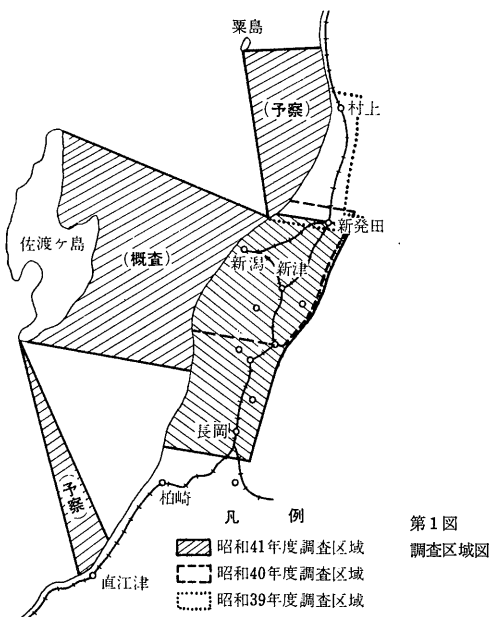 粟島
(予察)
村上
新発田
佐渡ケ島
(概査)
新潟
新津
長岡
(予察)
柏崎
直江津
凡 例
昭和41年度調査区域
昭和40年度調査区域
昭和39年度調査区域
第1図
調査区域図